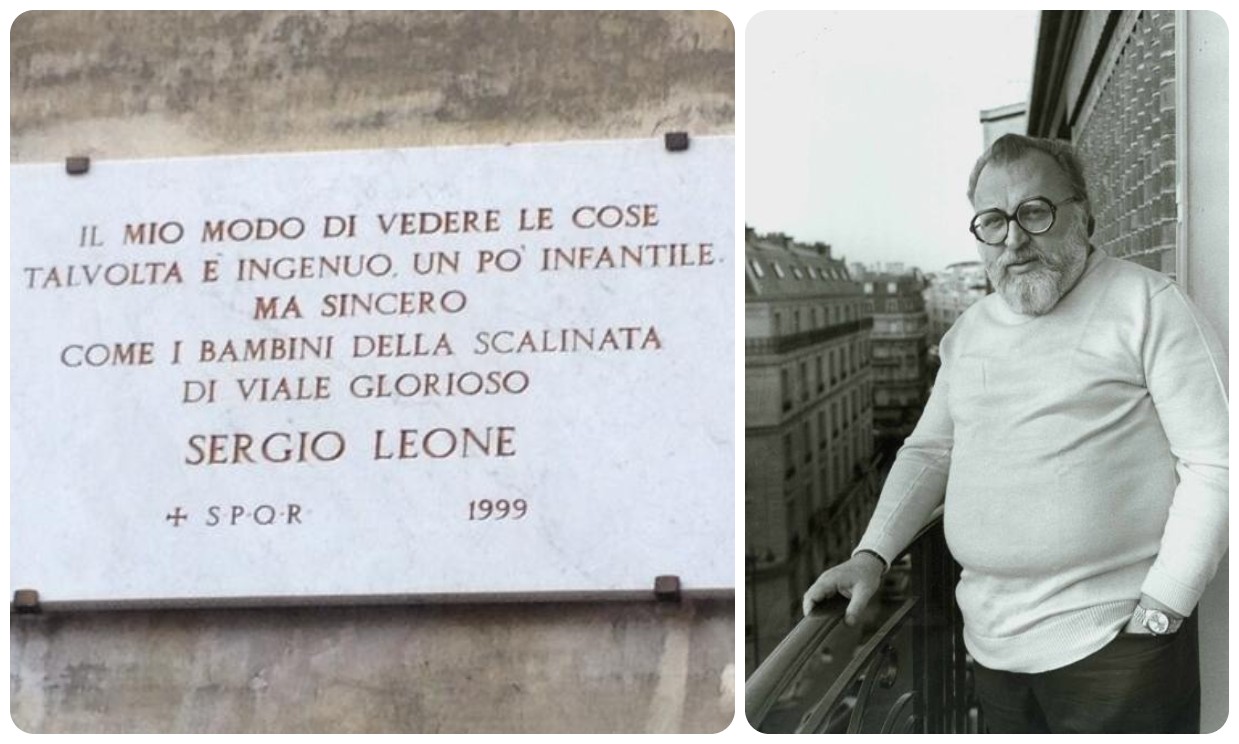 IL MIO MODO DI VEDERE LE COSE
TALVOLTA È INGENUO, UN PO' INFANTILE.
MA SINCERO
COME I BAMBINI DELLA SCALINATA
DI VIALE GLORIOSO
SERGIO LEONE
✢ S·P·Q·R· 1999